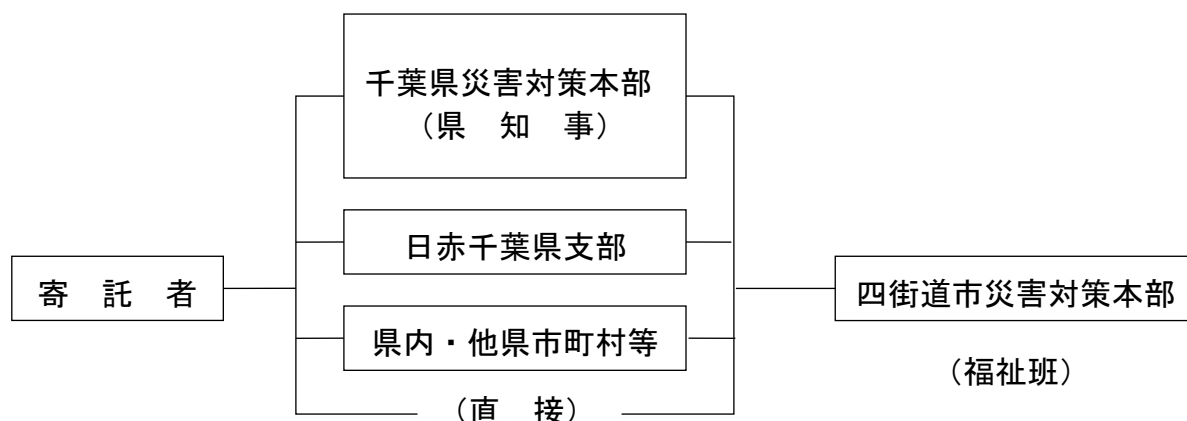 千葉県災害対策本部
（県　知　事）
日赤千葉県支部
寄　託　者
四街道市災害対策本部
県内・他県市町村等
（福祉班）
（直　接）